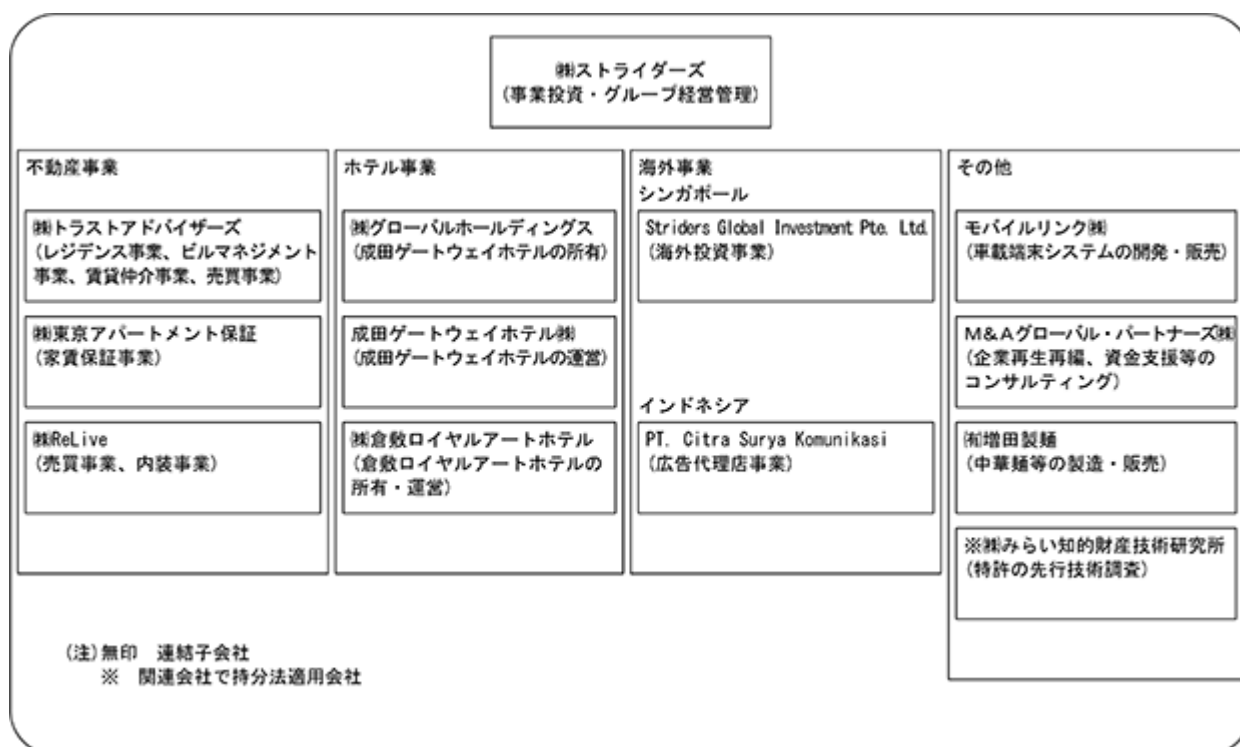 ㈱ストライダーズ
(事業投資・グループ経営管理)
不動産事業
㈱トラストアドバイザーズ
(レジデンス事業、ビルマネジメント
事業、賃貸仲介事業、売買事業)
㈱東京アパートメント保証
(家賃保証事業)
㈱ReLive
(売買事業、内装事業)
ホテル事業
㈱グローバルホールディングス
(成田ゲートウェイホテルの所有)
成田ゲートウェイホテル㈱
(成田ゲートウェイホテルの運営)
㈱倉敷ロイヤルアートホテル
(倉敷ロイヤルアートホテルの
所有・運営)
海外事業
シンガポール
Striders Global Investment Pte. Ltd.
(海外投資事業)
インドネシア
PT. Citra Surya Komunikasi
(広告代理店事業)
その他
モバイルリンク㈱
(車載端末システムの開発・販売)
M&Aグローバル・パートナーズ㈱
(企業再生再編、資金支援等の
コンサルティング)
㈲増田製麺
(中華麺等の製造・販売)
※㈱みらい知的財産技術研究所
(特許の先行技術調査)
(注)無印　連結子会社
※　関連会社で持分法適用会社